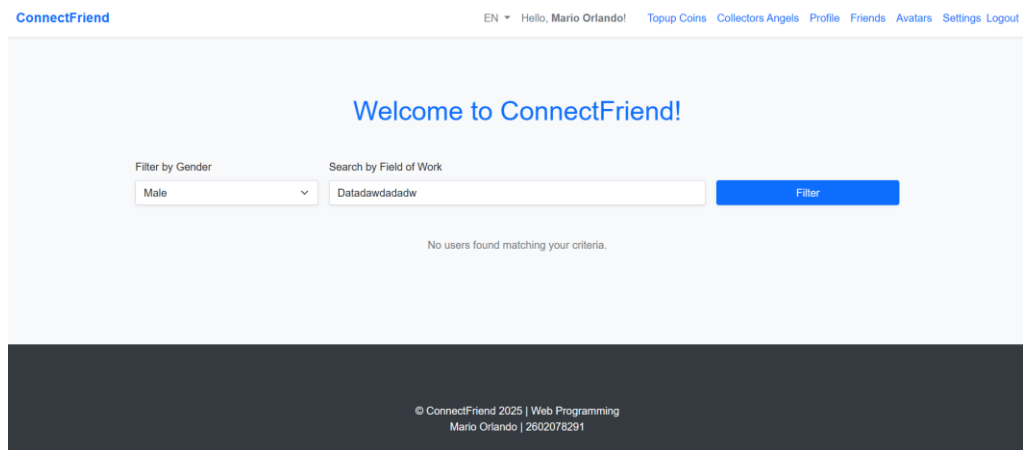 ConnectFriend EN Hello, Mario Orlando! Topup Coins Collectors Angels Profile Friends Avatars Settings Logout
Welcome to ConnectFriend!
Filter by Gender Search by Field of Work
Male Datadawdadadw Filter
No users found matching your criteria.
© ConnectFriend 2025 | Web Programming
Mario Orlando | 2602078291